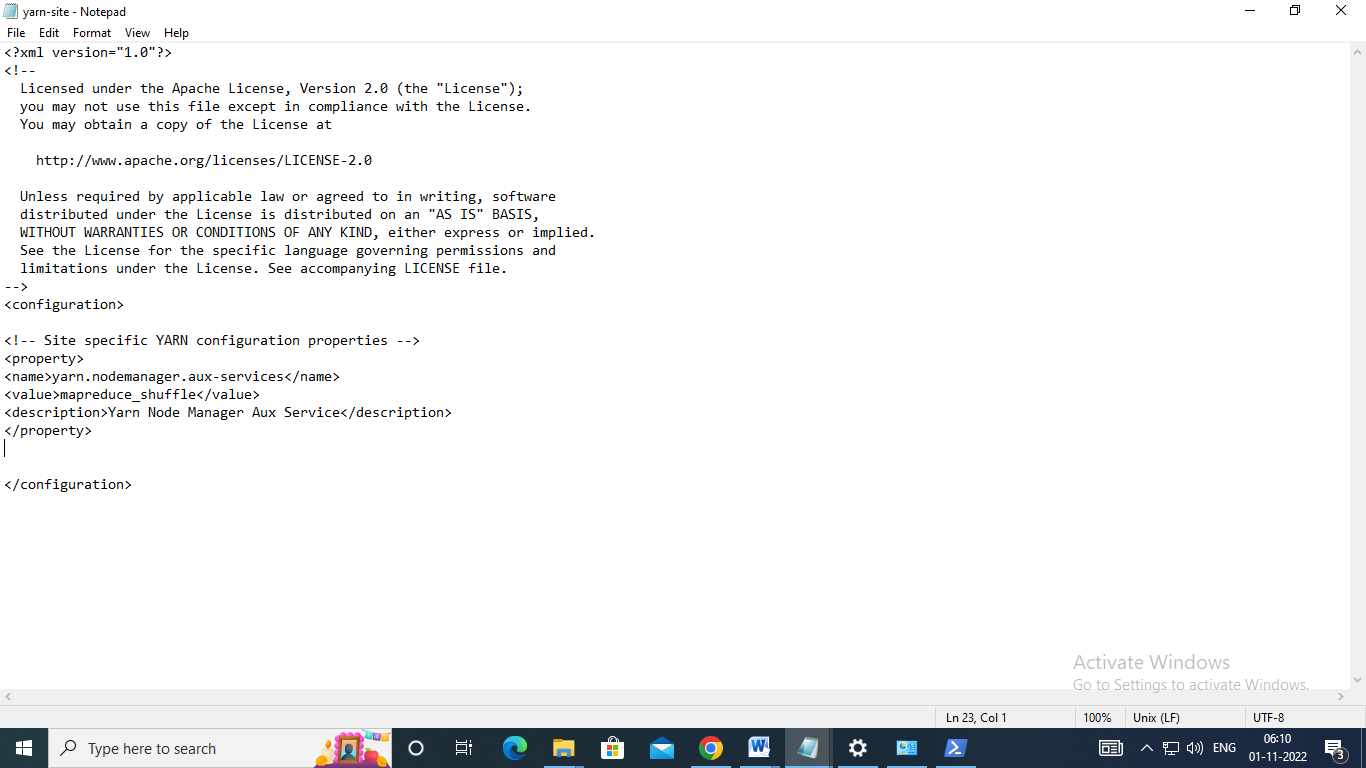 yarn-site - Notepad
File Edit Format View Help
<?xml version="1.0"?>
<!--
  Licensed under the Apache License, Version 2.0 (the "License");
  you may not use this file except in compliance with the License.
  You may obtain a copy of the License at

    http://www.apache.org/licenses/LICENSE-2.0

  Unless required by applicable law or agreed to in writing, software
  distributed under the License is distributed on an "AS IS" BASIS,
  WITHOUT WARRANTIES OR CONDITIONS OF ANY KIND, either express or implied.
  See the License for the specific language governing permissions and
  limitations under the License. See accompanying LICENSE file.
-->
<configuration>

<!-- Site specific YARN configuration properties -->
<property>
<name>yarn.nodemanager.aux-services</name>
<value>mapreduce_shuffle</value>
<description>Yarn Node Manager Aux Service</description>
</property>

</configuration>
Activate Windows
Go to Settings to activate Windows.
Ln 23, Col 1 100% Unix (LF) UTF-8
Type here to search W ENG 06:10
01-11-2022 3